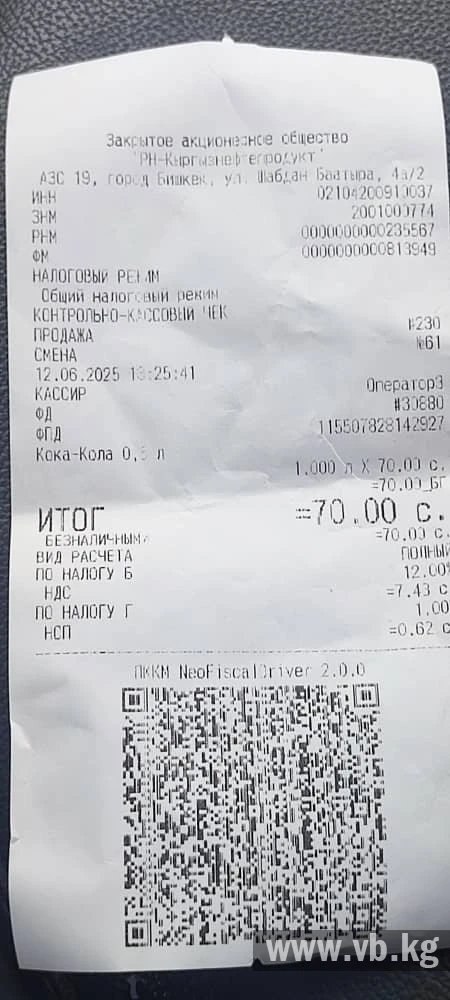 Закрытое акционерное общество
"РН-Кыргызнефтепродукт"
АЗС 19, город Бишкек, ул. Шабдан Баатыра, 4а/2
ИНН 02104200910037
ЗНМ 2001000774
РНМ 0000000000235567
ФМ 0000000000813949
НАЛОГОВЫЙ РЕЖИМ
Общий налоговый режим
КОНТРОЛЬНО-КАССОВЫЙ ЧЕК
ПРОДАЖА #230
СМЕНА №61
12.06.2025
КАССИР Оператор3
ФД #30880
ФПД 115507828142927
Кока-Кола л
1.000 л X 70.00 с.
=70.00_БГ
ИТОГ =70.00 с.
БЕЗНАЛИЧНЫМИ =70.00 с.
ВИД РАСЧЕТА ПОЛНЫЙ
ПО НАЛОГУ Б 12.00%
НДС =7.43 с
ПО НАЛОГУ Г 1.00
НСП =0.62 с
ПККМ NeoFiscalDriver 2.0.0
www.vb.kg